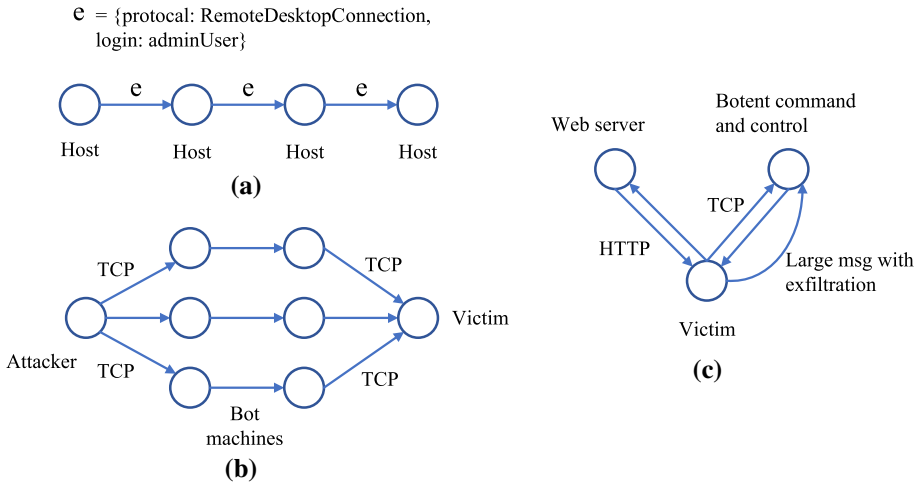 e = {protocal: RemoteDesktopConnection,
login: adminUser}
e e e
Host Host Host Host
(a)
TCP TCP
Attacker Victim
TCP TCP
Bot
machines
(b)
Web server
Botent command
and control
TCP
HTTP
Large msg with
exfiltration
Victim
(c)